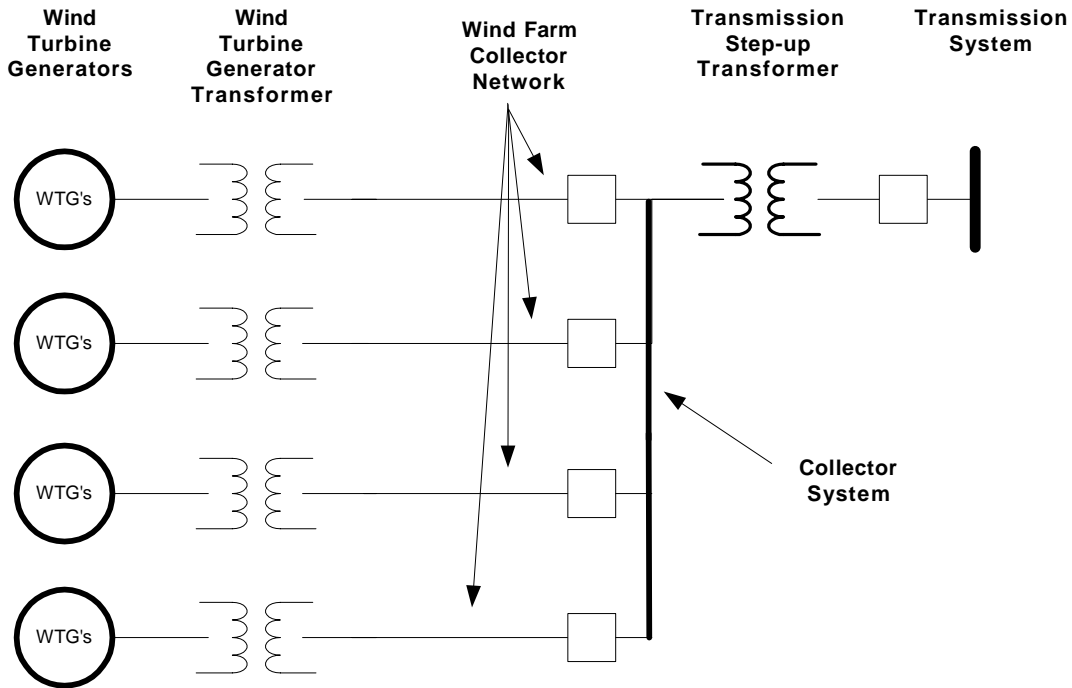 Wind
Turbine
Generators
Wind
Turbine
Generator
Transformer
Wind Farm
Collector
Network
Transmission
Step-up
Transformer
Transmission
System
WTG's
WTG's
WTG's
WTG's
Collector
System